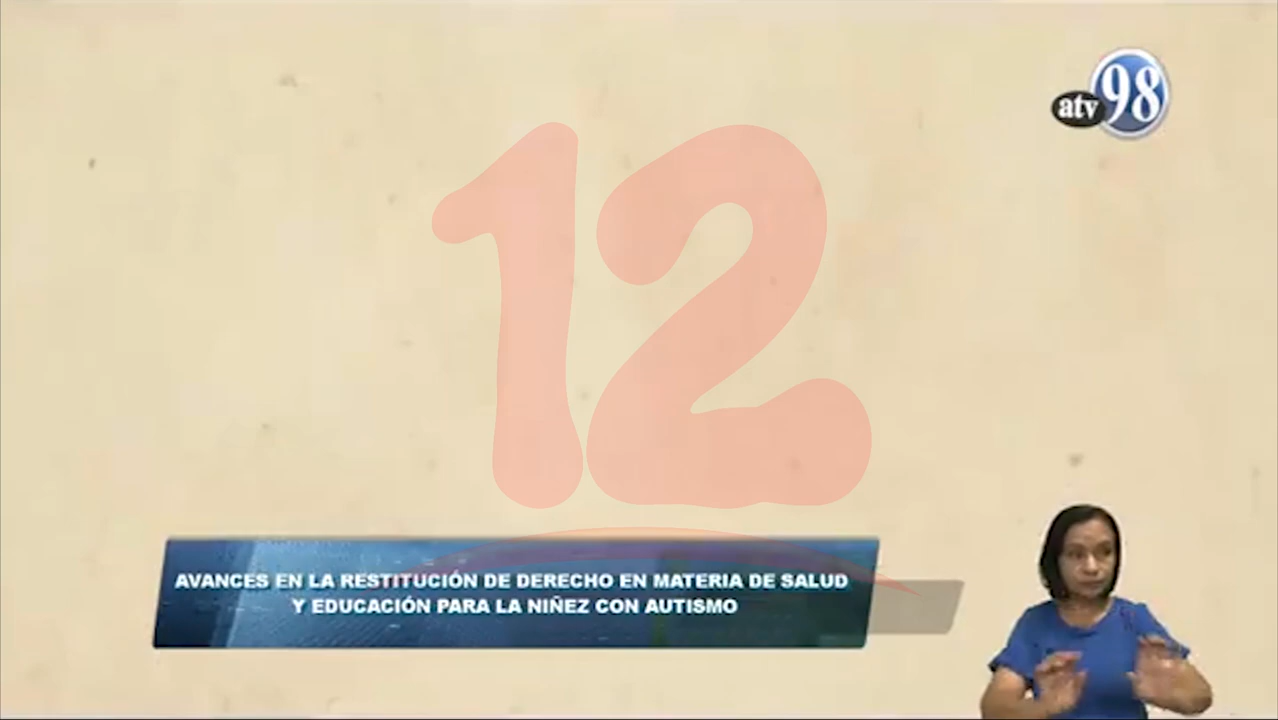 98
atv
12
AVANCES EN LA RESTITUCIÓN DE DERECHO EN MATERIA DE SALUD
Y EDUCACIÓN PARA LA NIÑEZ CON AUTISMO